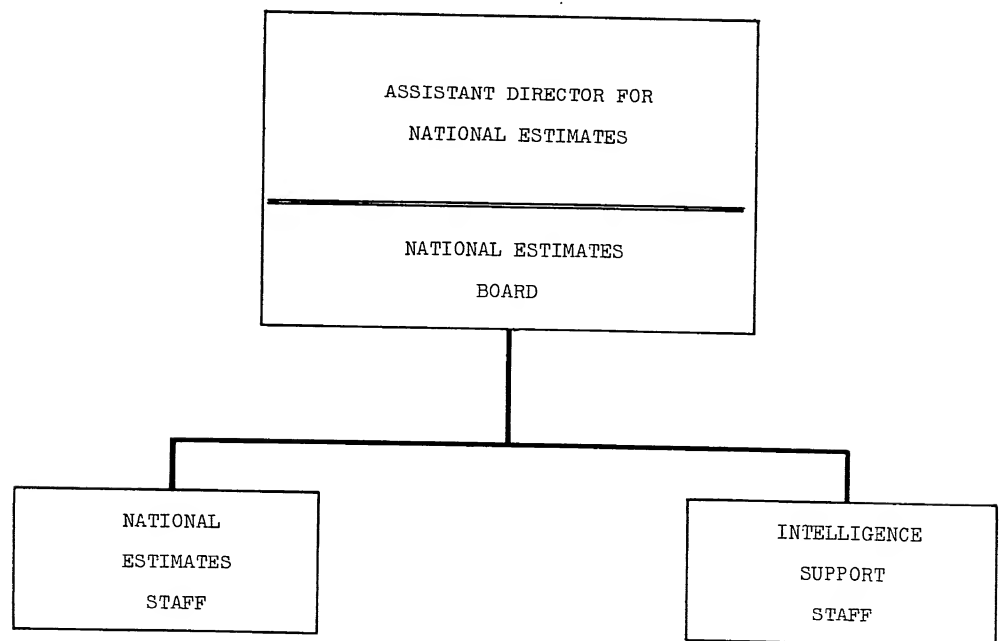 ASSISTANT DIRECTOR FOR
NATIONAL ESTIMATES
NATIONAL ESTIMATES
BOARD
NATIONAL
ESTIMATES
STAFF
INTELLIGENCE
SUPPORT
STAFF